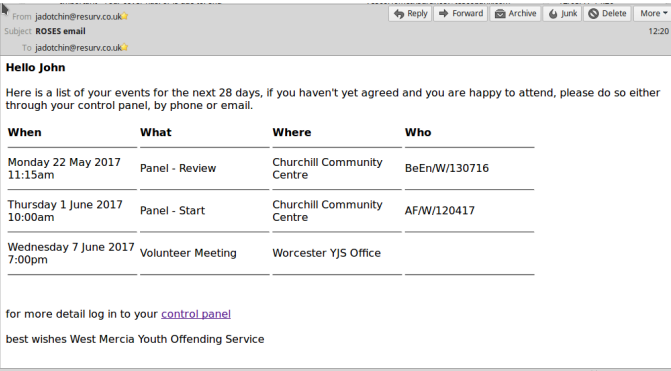 From jadotchin@resurv.co.uk
Reply Forward Archive Junk Delete More
Subject ROSES email 12:20
To jadotchin@resurv.co.uk
Hello John
Here is a list of your events for the next 28 days, if you haven't yet agreed and you are happy to attend, please do so either
through your control panel, by phone or email.
When What Where Who
Monday 22 May 2017
11:15am
Panel - Review
Churchill Community
Centre
BeEn/W/130716
Thursday 1 June 2017
10:00am
Panel - Start
Churchill Community
Centre
AF/W/120417
Wednesday 7 June 2017
7:00pm
Volunteer Meeting
Worcester YJS Office
for more detail log in to your control panel
best wishes West Mercia Youth Offending Service